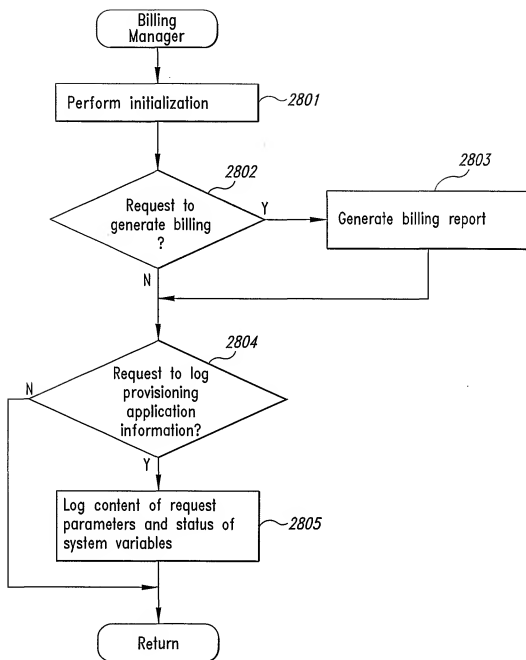 Billing
Manager
Perform initialization
2801
2802
2803
Request to
generate billing
?
Y
Generate billing report
N
2804
N
Request to log
provisioning
application
information?
Y
Log content of request
parameters and status of
system variables
2805
Return